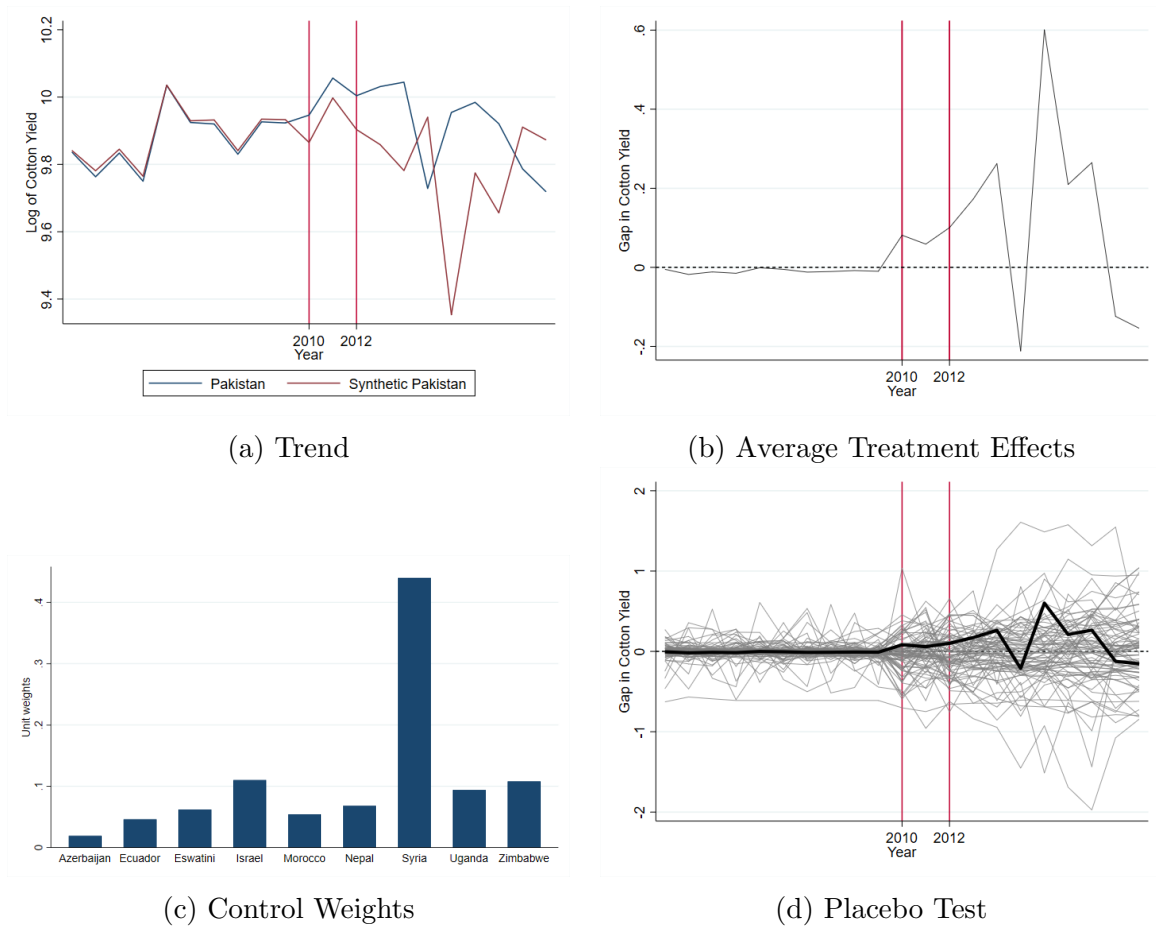 Log of Cotton Yield
10.2
10
9.8
9.6
9.4
2010
2012
Year
Pakistan
Synthetic Pakistan
(a) Trend
Gap in Cotton Yield
.6
.4
.2
0
-.2
2010
2012
Year
(b) Average Treatment Effects
Unit weights
.4
.3
.2
.1
0
Azerbaijan Ecuador Eswatini Israel Morocco Nepal Syria Uganda Zimbabwe
(c) Control Weights
Gap in Cotton Yield
2
1
0
-1
-2
2010
2012
Year
(d) Placebo Test